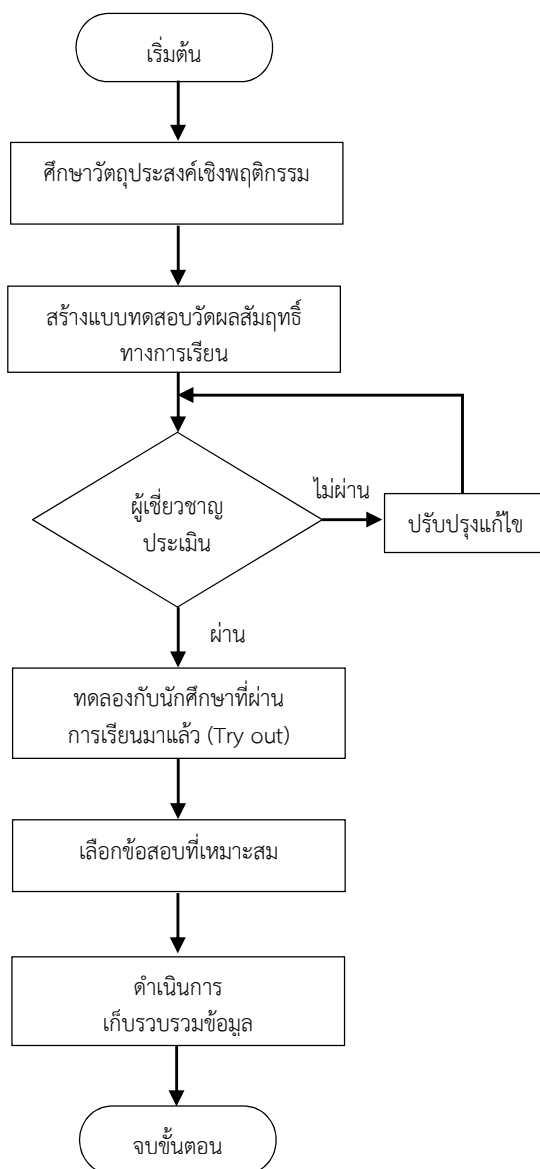 เริ่มต้น
ศึกษาวัตถุประสงค์เชิงพฤติกรรม
สร้างแบบทดสอบวัดผลสัมฤทธิ์
ทางการเรียน
ผู้เชี่ยวชาญ
ประเมิน
ไม่ผ่าน
ปรับปรุงแก้ไข
ผ่าน
ทดลองกับนักศึกษาที่ผ่าน
การเรียนมาแล้ว (Try out)
เลือกข้อสอบที่เหมาะสม
ดำเนินการ
เก็บรวบรวมข้อมูล
จบขั้นตอน